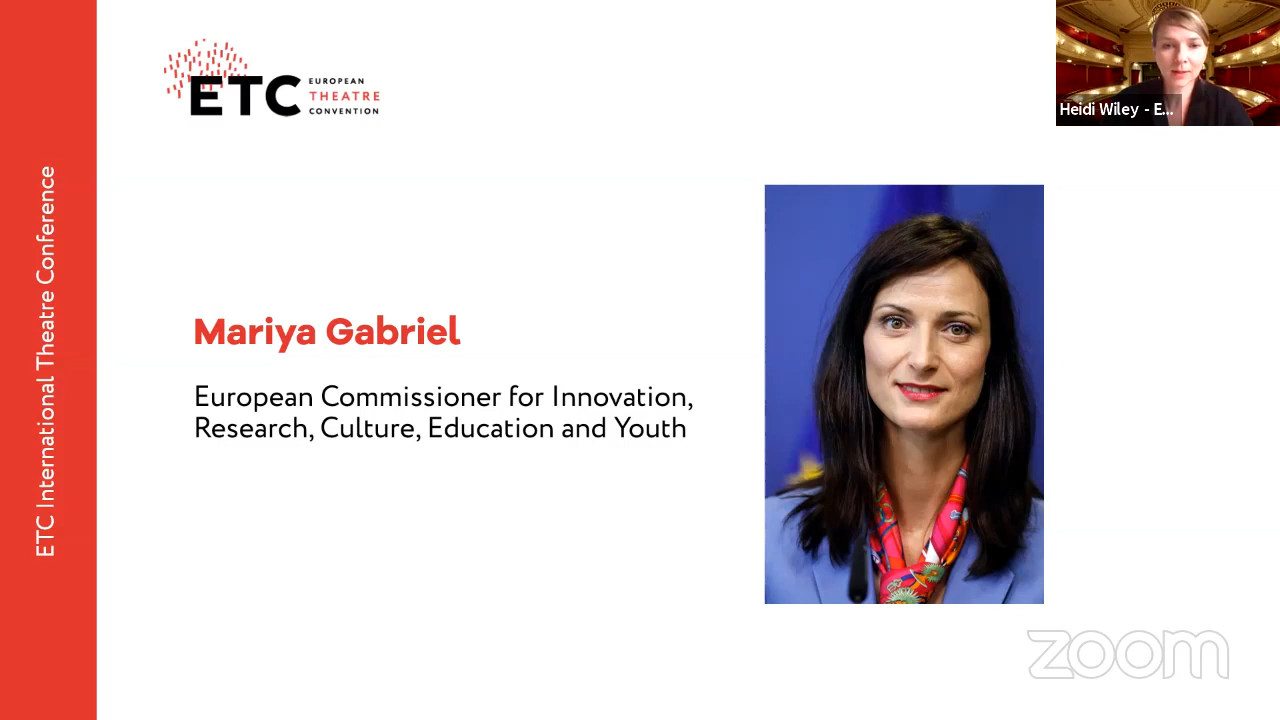 ETC International Theatre Conference
ETC
EUROPEAN
THEATRE
CONVENTION
Heidi Wiley - E...
Mariya Gabriel
European Commissioner for Innovation,
Research, Culture, Education and Youth
zoom